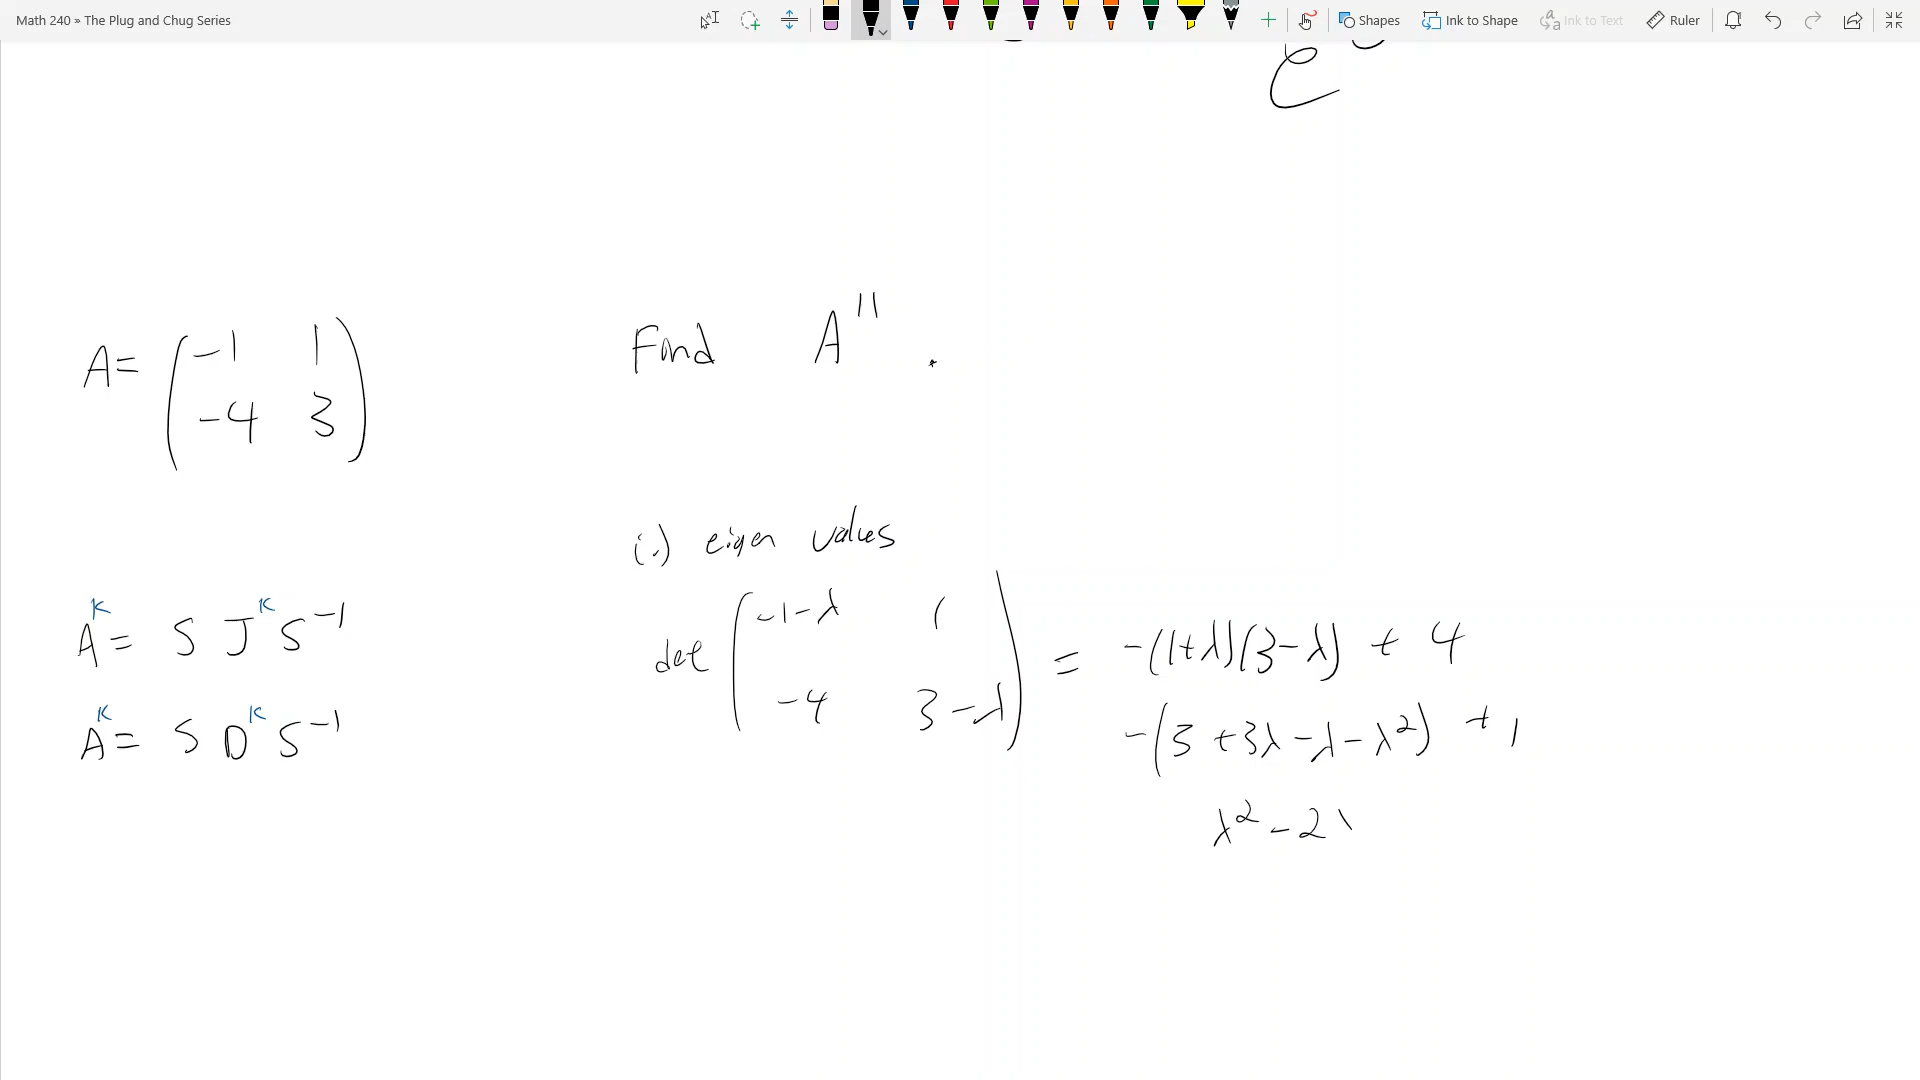 Math 240 » The Plug and Chug Series
Shapes
Ink to Shape
Ink to Text
Ruler
A = ( -1 1
-4 3 )
Find A^11 .
i.) eigen values
det ( -1-λ 1
-4 3-λ ) = -(1+λ)(3-λ) + 4
-(3 + 3λ - λ - λ²) + 1
λ² - 2
A^K = S J^K S^-1
A^K = S D^K S^-1